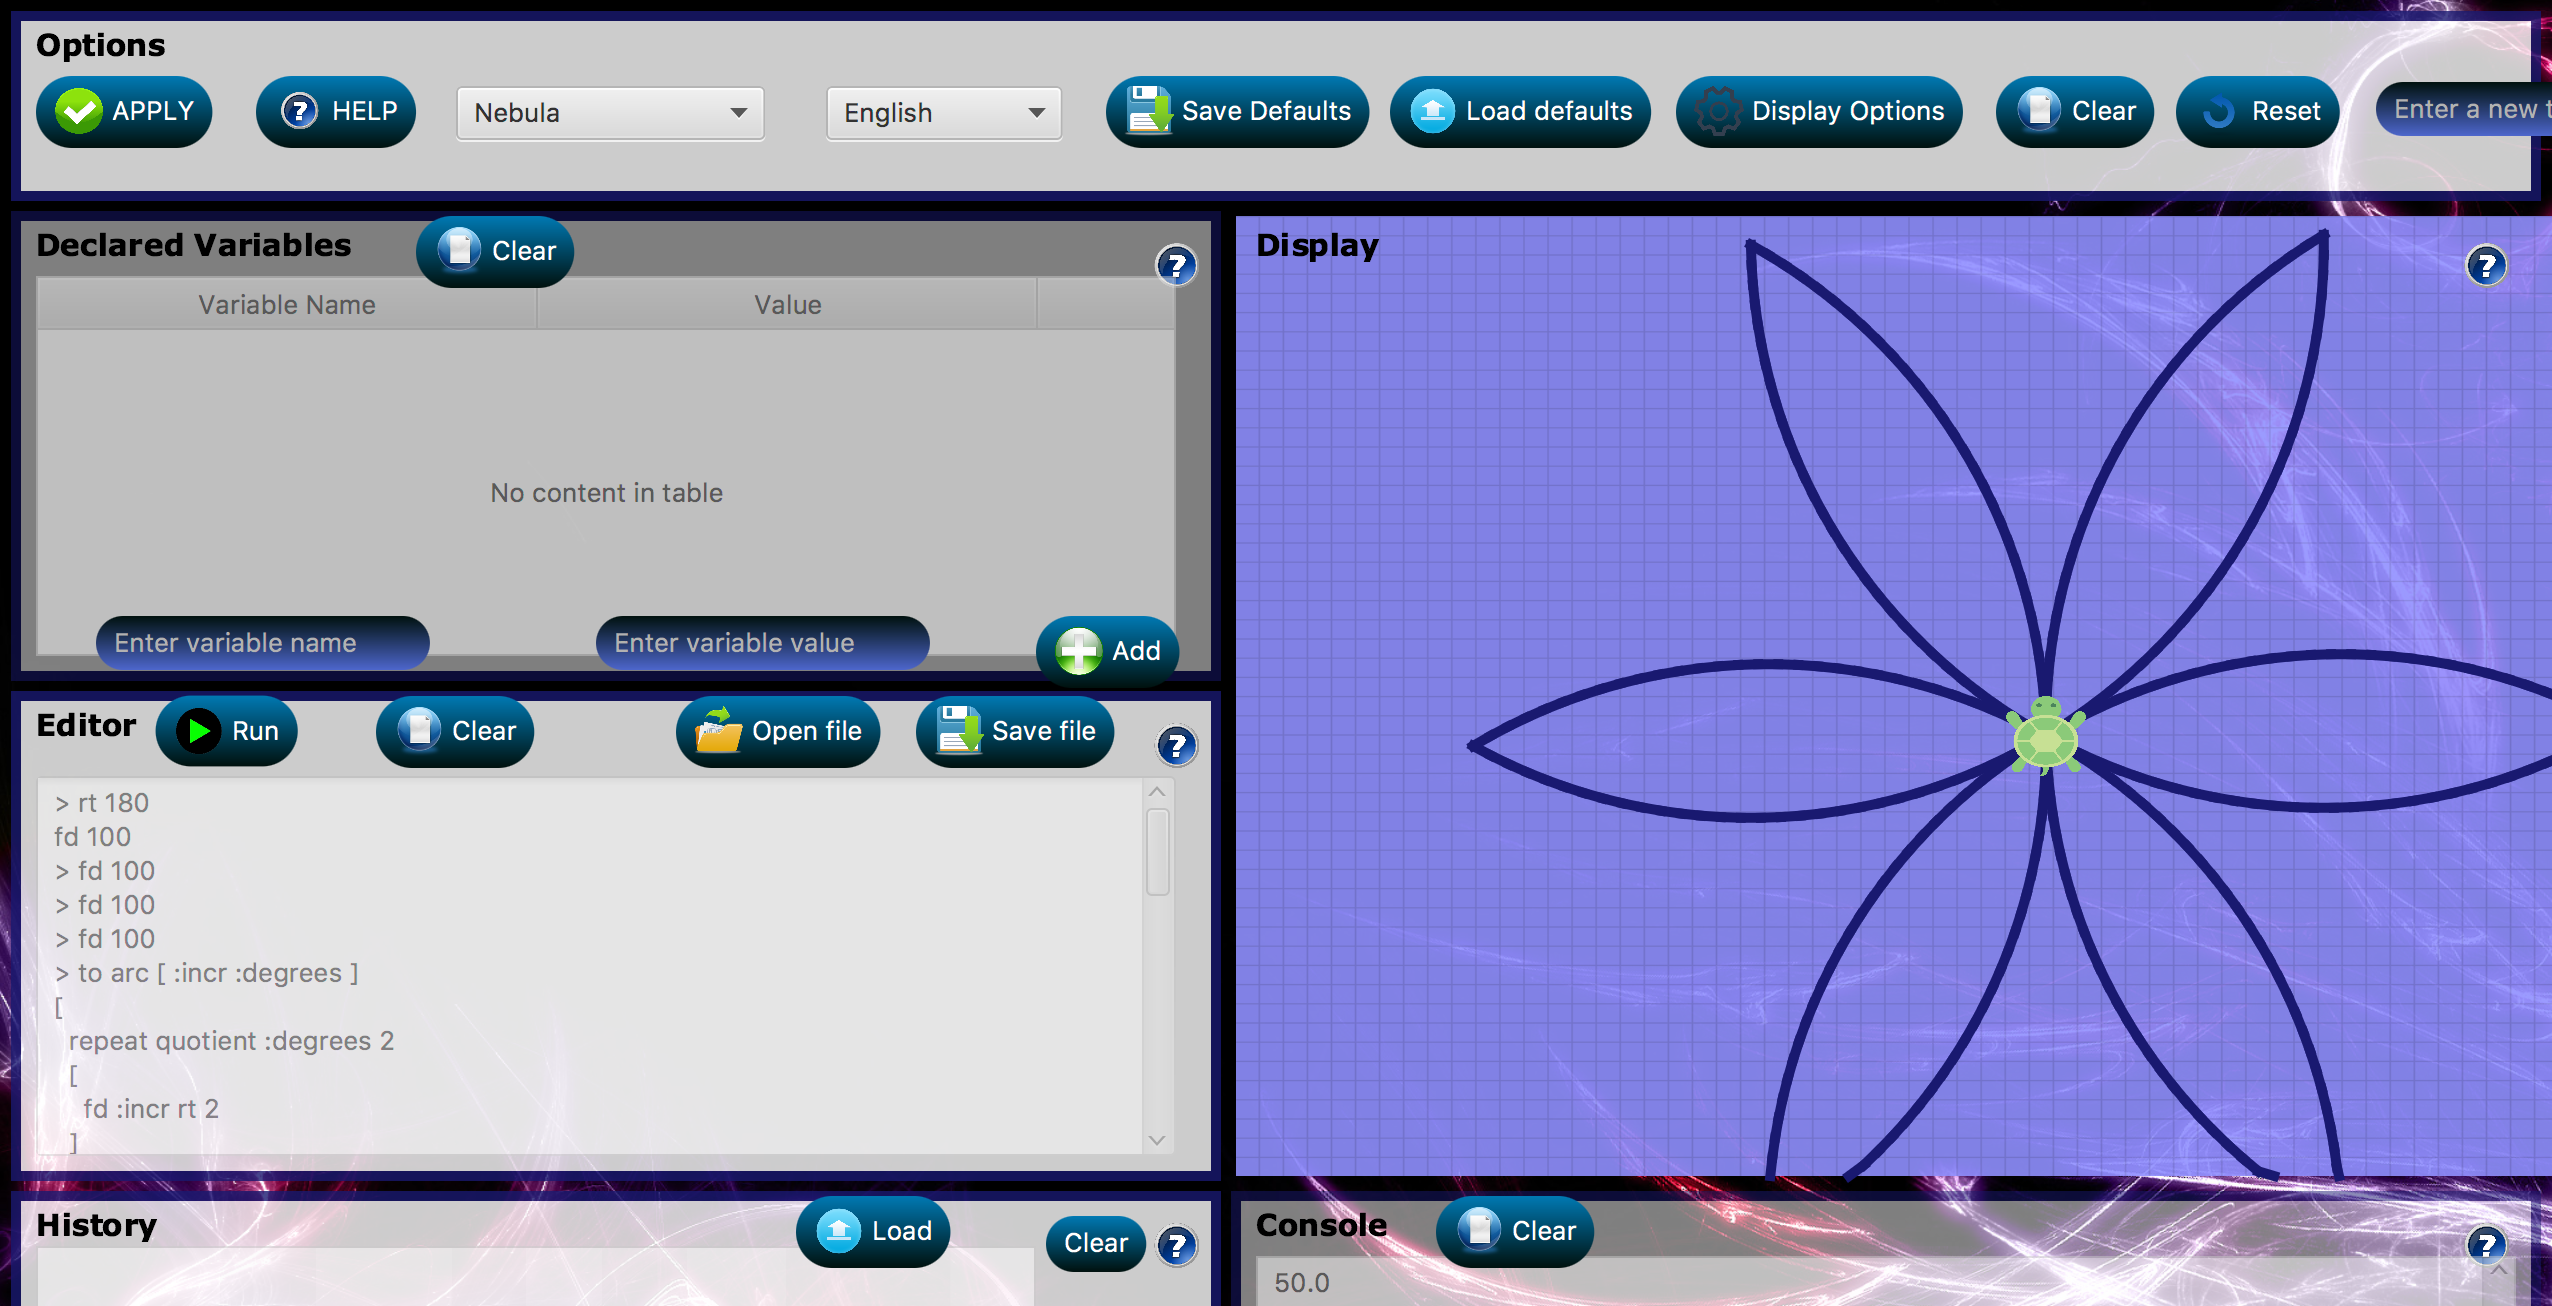 Options
APPLY
HELP
Nebula
English
Save Defaults
Load defaults
Display Options
Clear
Reset
Enter a new t
Declared Variables
Clear
Variable Name
Value
No content in table
Enter variable name
Enter variable value
Add
Display
Editor
Run
Clear
Open file
Save file
> rt 180
fd 100
> fd 100
> fd 100
> fd 100
> to arc [ :incr :degrees ]
[
repeat quotient :degrees 2
[
fd :incr rt 2
]
History
Load
Clear
Console
Clear
50.0